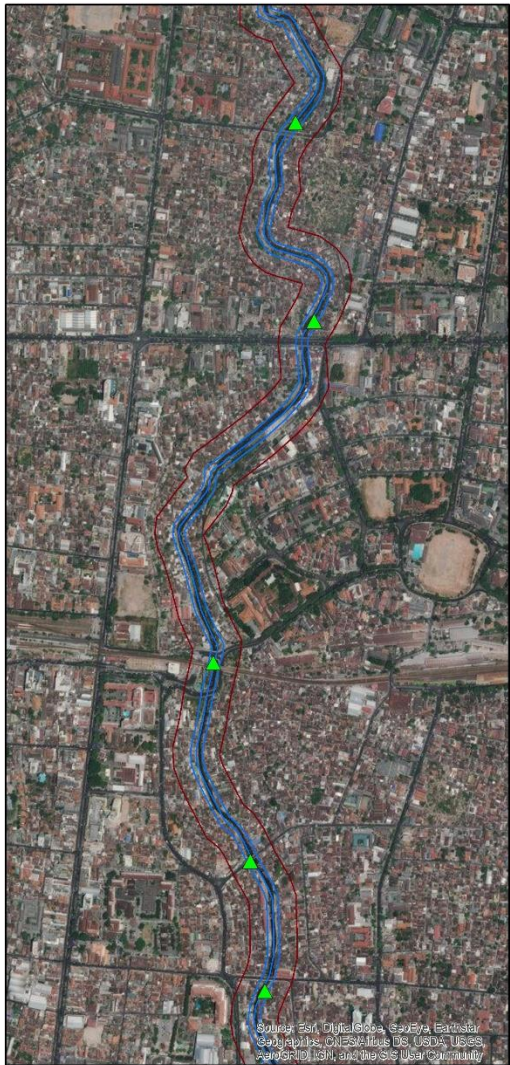 Source: Esri, DigitalGlobe, GeoEye, Earthstar
Geographics, CNES/Airbus DS, USDA, USGS,
AeroGRID, IGN, and the GIS User Community